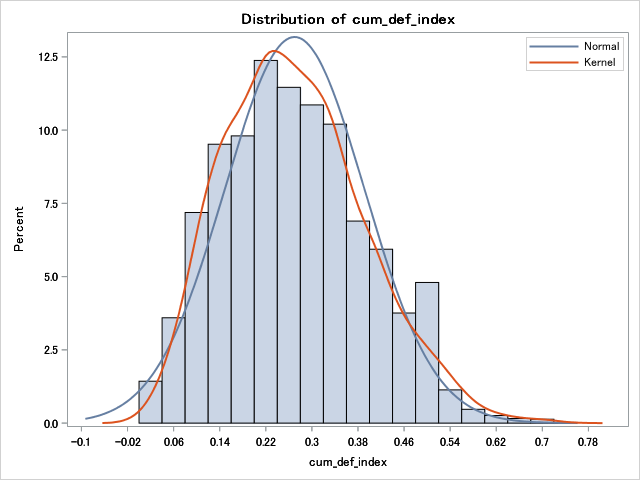 Distribution of cum_def_index
Normal
Kernel
12.5
10.0
7.5
5.0
2.5
0.0
Percent
−0.1 −0.02 0.06 0.14 0.22 0.3 0.38 0.46 0.54 0.62 0.7 0.78
cum_def_index